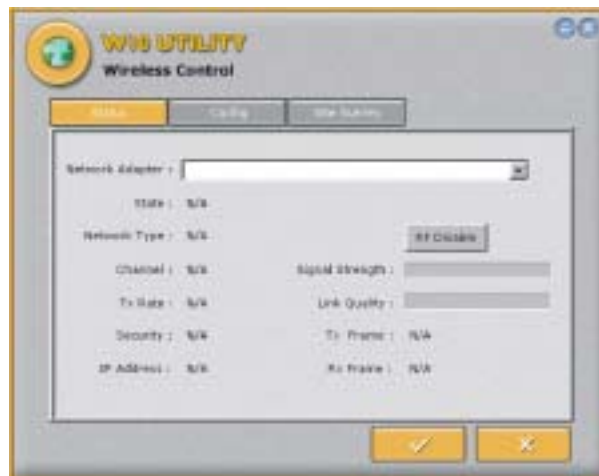 W10 UTILITY
Wireless Control
Status Config Site Survey
Network Adapter :
State : N/A
Network Type : N/A RF Disable
Channel : N/A Signal Strength :
Tx Rate : N/A Link Quality :
Security : N/A Tx Frame : N/A
IP Address : N/A Rx Frame : N/A